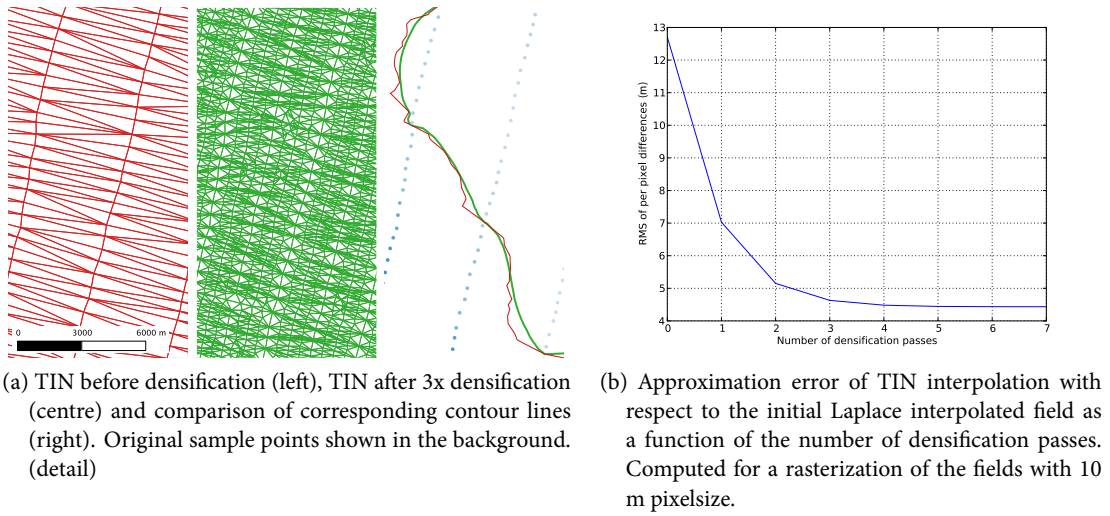 0 3000 6000 m
(a) TIN before densification (left), TIN after 3x densification
(centre) and comparison of corresponding contour lines
(right). Original sample points shown in the background.
(detail)
RMS of per pixel differences (m)
13
12
11
10
9
8
7
6
5
4
0 1 2 3 4 5 6 7
Number of densification passes
(b) Approximation error of TIN interpolation with
respect to the initial Laplace interpolated field as
a function of the number of densification passes.
Computed for a rasterization of the fields with 10
m pixelsize.